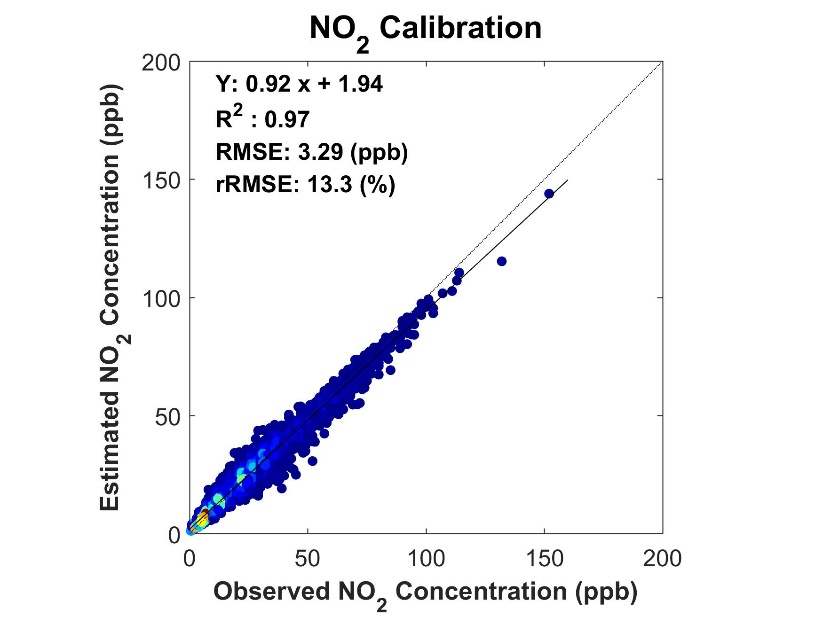 NO2 Calibration
Y: 0.92 x + 1.94
R2 : 0.97
RMSE: 3.29 (ppb)
rRMSE: 13.3 (%)
Estimated NO2 Concentration (ppb)
200
150
100
50
0
0 50 100 150 200
Observed NO2 Concentration (ppb)